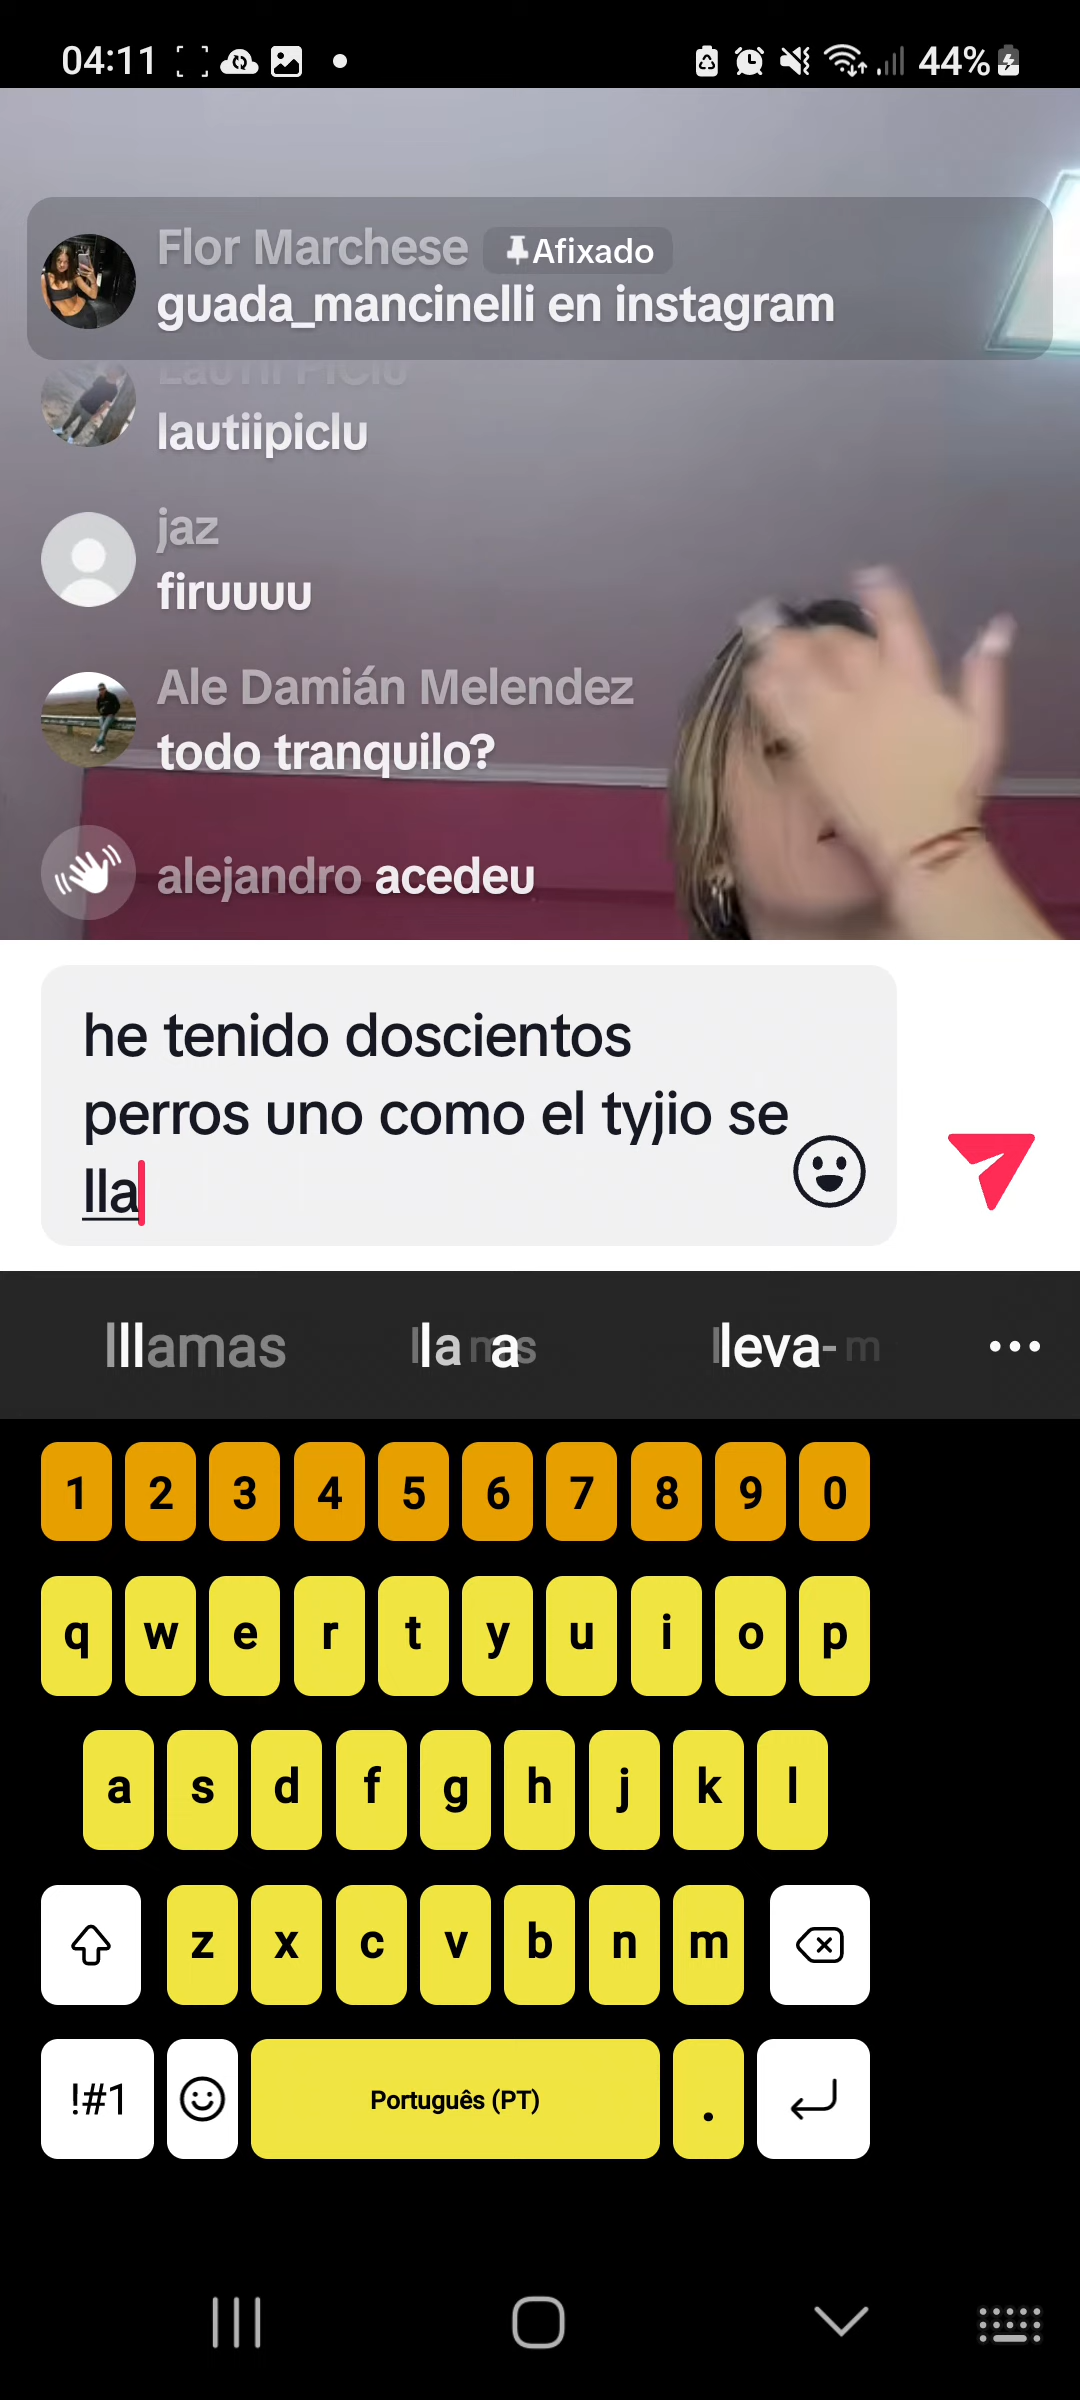 04:11 44%
Flor Marchese Afixado
guada_mancinelli en instagram
Lautii PiClu
lautiipiclu
jaz
firuuuu
Ale Damián Melendez
todo tranquilo?
alejandro acedeu
he tenido doscientos
perros uno como el tyjio se
lla
1 2 3 4 5 6 7 8 9 0
q w e r t y u i o p
a s d f g h j k l
z x c v b n m
!#1 Português (PT) .